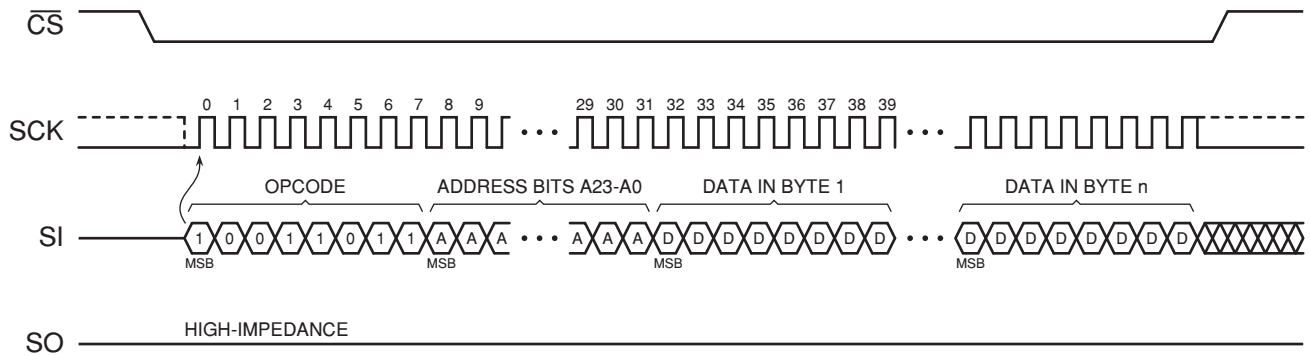 CS
0 1 2 3 4 5 6 7 8 9 29 30 31 32 33 34 35 36 37 38 39
SCK
OPCODE ADDRESS BITS A23-A0 DATA IN BYTE 1 DATA IN BYTE n
SI 1 0 0 1 1 0 1 1 A A A A A A D D D D D D D D D D D D D D D D
MSB MSB MSB MSB
HIGH-IMPEDANCE
SO